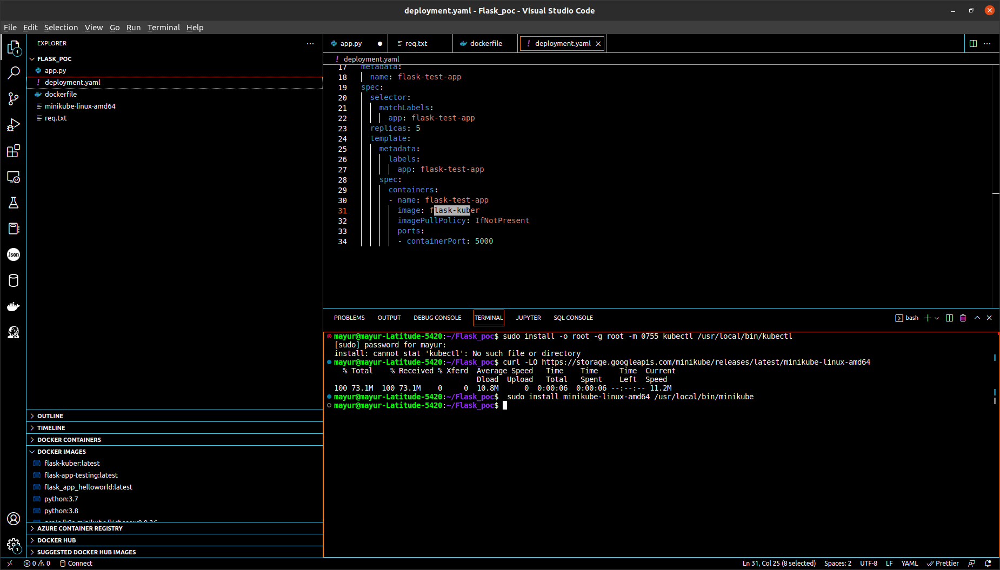 deployment.yaml - Flask_poc - Visual Studio Code
File Edit Selection View Go Run Terminal Help
EXPLORER
1
FLASK_POC
app.py
deployment.yaml
dockerfile
minikube-linux-amd64
req.txt
Json
OUTLINE
TIMELINE
DOCKER CONTAINERS
DOCKER IMAGES
flask-kuber:latest
flask-app-testing:latest
flask_app_helloworld:latest
python:3.7
python:3.8
AZURE CONTAINER REGISTRY
DOCKER HUB
SUGGESTED DOCKER HUB IMAGES
1
app.py req.txt dockerfile ! deployment.yaml
! deployment.yaml
17 metadata:
18 name: flask-test-app
19 spec:
20 selector:
21 matchLabels:
22 app: flask-test-app
23 replicas: 5
24 template:
25 metadata:
26 labels:
27 app: flask-test-app
28 spec:
29 containers:
30 - name: flask-test-app
31 image: flask-kuber
32 imagePullPolicy: IfNotPresent
33 ports:
34 - containerPort: 5000
PROBLEMS OUTPUT DEBUG CONSOLE TERMINAL JUPYTER SQL CONSOLE bash
mayur@mayur-Latitude-5420:~/Flask_poc$ sudo install -o root -g root -m 0755 kubectl /usr/local/bin/kubectl
[sudo] password for mayur:
install: cannot stat 'kubectl': No such file or directory
mayur@mayur-Latitude-5420:~/Flask_poc$ curl -LO https://storage.googleapis.com/minikube/releases/latest/minikube-linux-amd64
% Total % Received % Xferd Average Speed Time Time Time Current
Dload Upload Total Spent Left Speed
100 73.1M 100 73.1M 0 0 10.8M 0 0:00:06 0:00:06 --:--:-- 11.2M
mayur@mayur-Latitude-5420:~/Flask_poc$ sudo install minikube-linux-amd64 /usr/local/bin/minikube
mayur@mayur-Latitude-5420:~/Flask_poc$
0 0 Connect Ln 31, Col 25 (8 selected) Spaces: 2 UTF-8 LF YAML Prettier